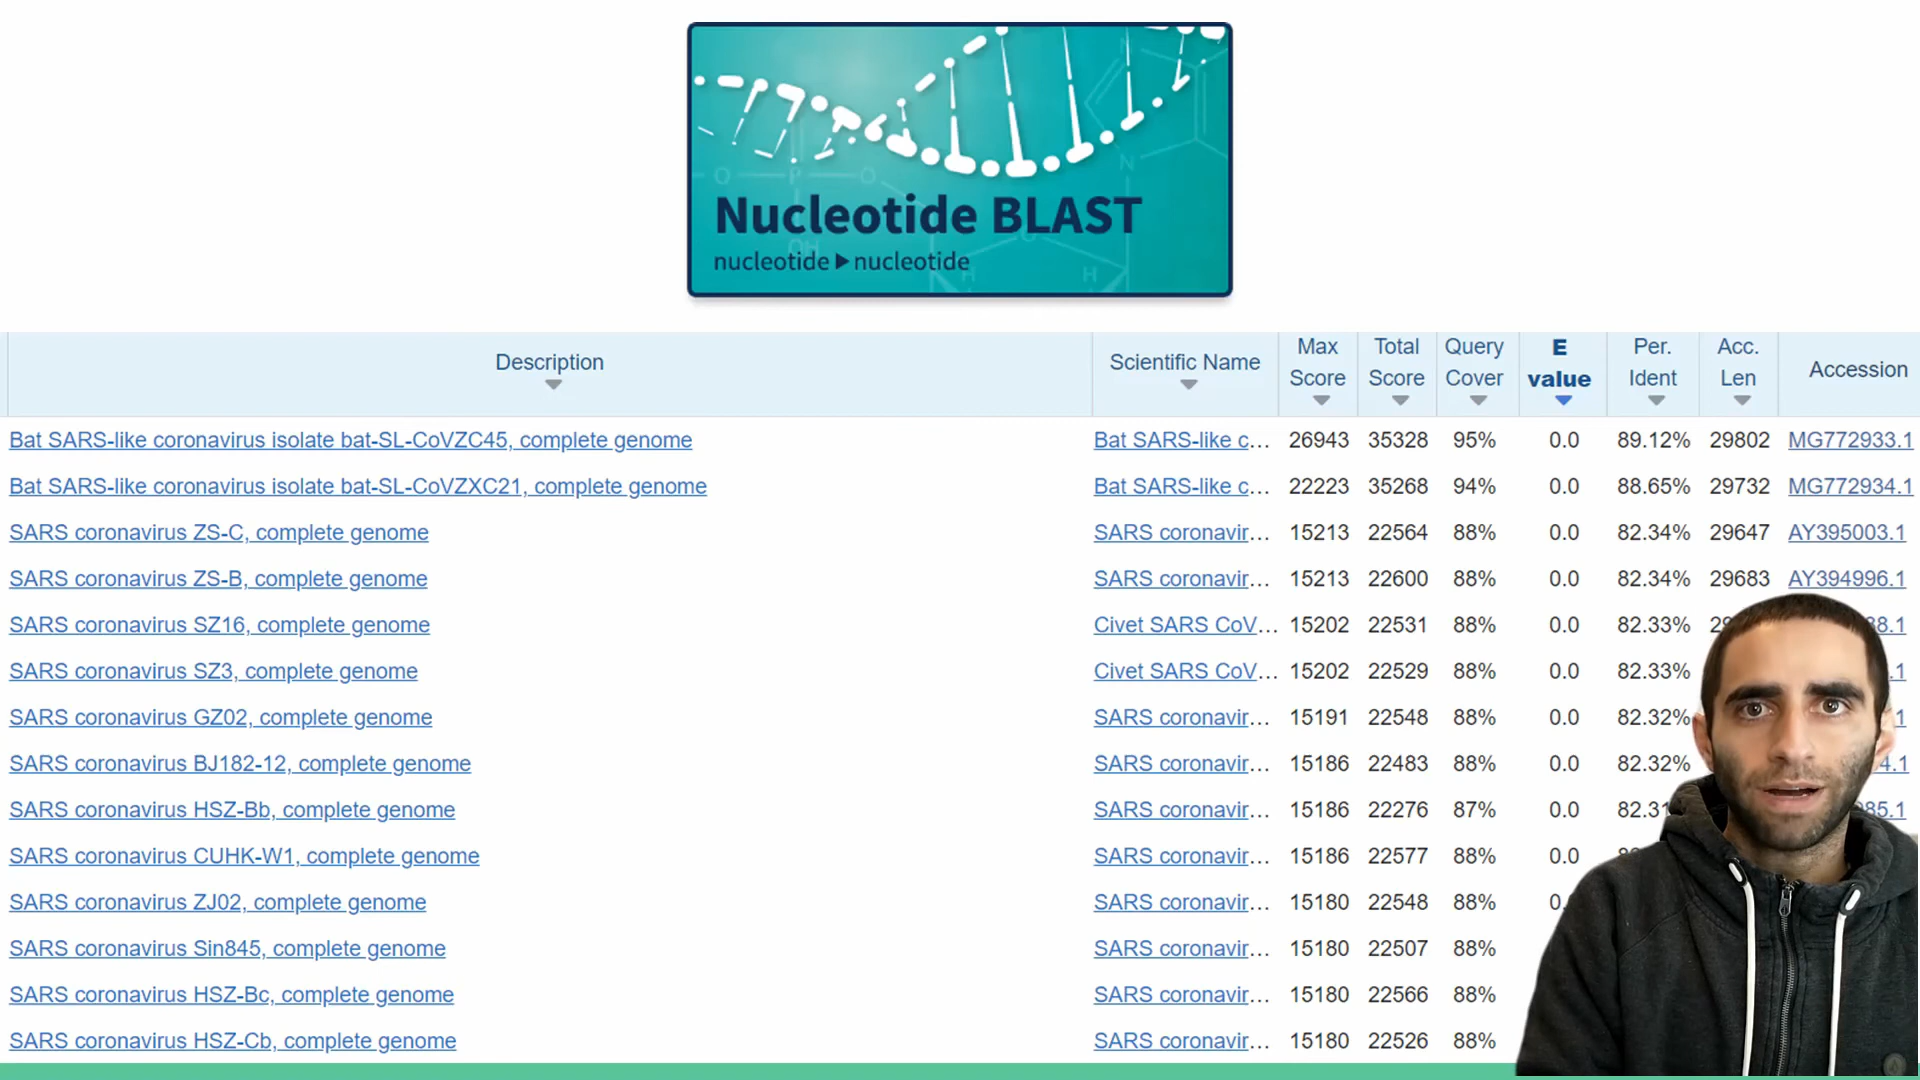 Nucleotide BLAST
nucleotide ▶ nucleotide
Description Scientific Name Max Score Total Score Query Cover E value Per. Ident Acc. Len Accession
Bat SARS-like coronavirus isolate bat-SL-CoVZC45, complete genome Bat SARS-like c... 26943 35328 95% 0.0 89.12% 29802 MG772933.1
Bat SARS-like coronavirus isolate bat-SL-CoVZXC21, complete genome Bat SARS-like c... 22223 35268 94% 0.0 88.65% 29732 MG772934.1
SARS coronavirus ZS-C, complete genome SARS coronavir... 15213 22564 88% 0.0 82.34% 29647 AY395003.1
SARS coronavirus ZS-B, complete genome SARS coronavir... 15213 22600 88% 0.0 82.34% 29683 AY394996.1
SARS coronavirus SZ16, complete genome Civet SARS CoV... 15202 22531 88% 0.0 82.33%
SARS coronavirus SZ3, complete genome Civet SARS CoV... 15202 22529 88% 0.0 82.33%
SARS coronavirus GZ02, complete genome SARS coronavir... 15191 22548 88% 0.0 82.32%
SARS coronavirus BJ182-12, complete genome SARS coronavir... 15186 22483 88% 0.0 82.32%
SARS coronavirus HSZ-Bb, complete genome SARS coronavir... 15186 22276 87% 0.0
SARS coronavirus CUHK-W1, complete genome SARS coronavir... 15186 22577 88% 0.0
SARS coronavirus ZJ02, complete genome SARS coronavir... 15180 22548 88%
SARS coronavirus Sin845, complete genome SARS coronavir... 15180 22507 88%
SARS coronavirus HSZ-Bc, complete genome SARS coronavir... 15180 22566 88%
SARS coronavirus HSZ-Cb, complete genome SARS coronavir... 15180 22526 88%